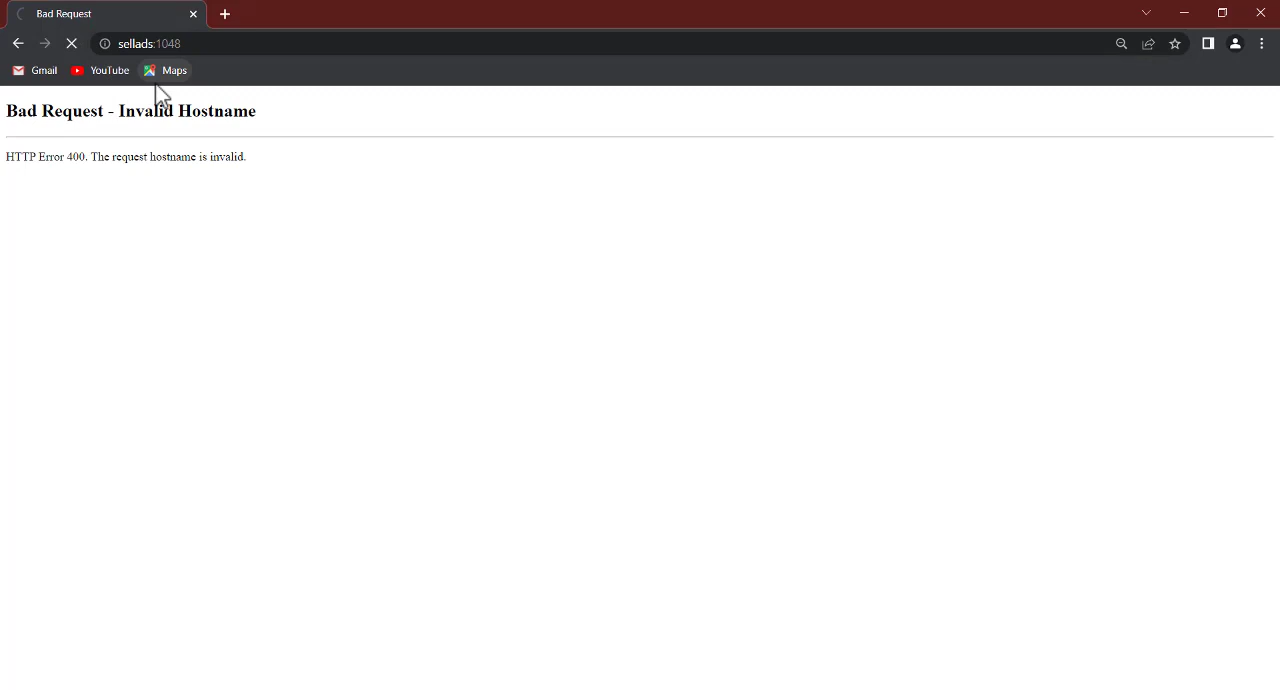 Bad Request
sellads:1048
Gmail YouTube Maps
Bad Request - Invalid Hostname
HTTP Error 400. The request hostname is invalid.